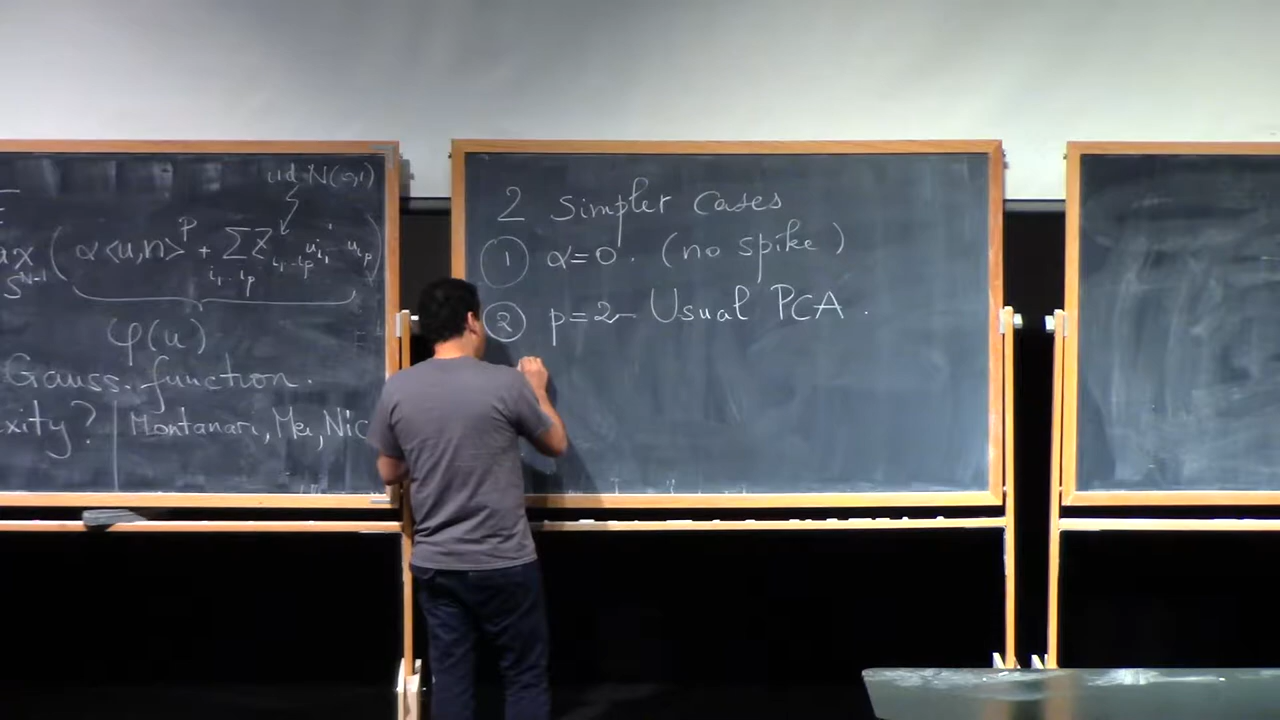 iid N(0,1)
max ( α<u,n>^p + Σ Z_{i1...ip} u_{i1}...u_{ip} )
S^{N-1} i1...ip
φ(u)
Gauss. function.
xity? | Montanari, Mei, Nic
2 Simpler Cases
① α=0. (no spike)
② p=2 - Usual PCA.